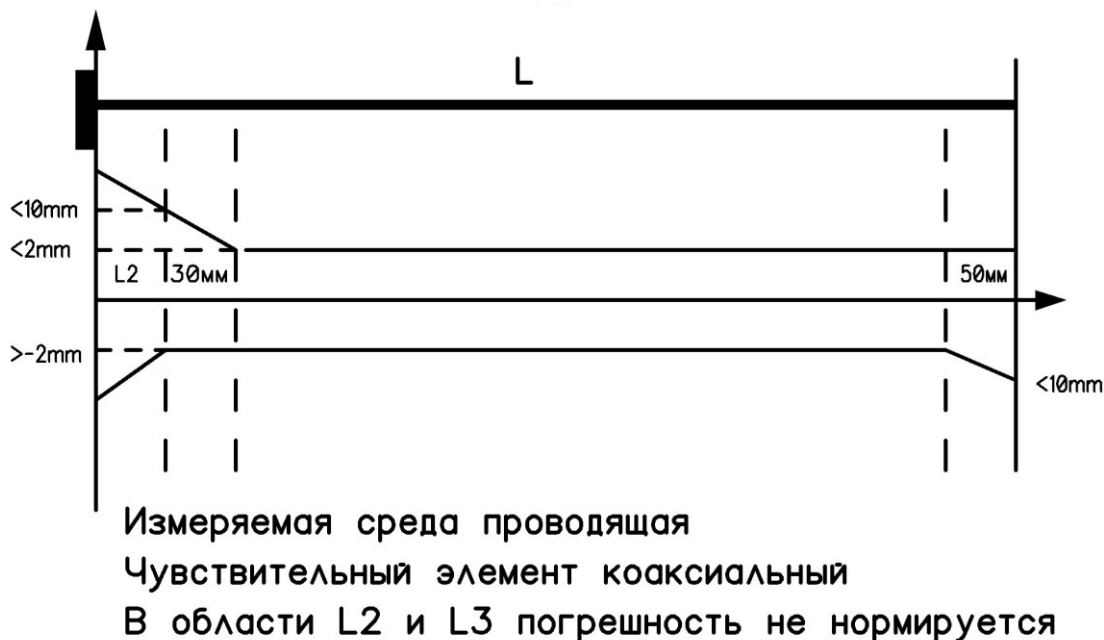 L
<10mm
<2mm
L2 30мм 50мм
>-2mm
<10mm
Измеряемая среда проводящая
Чувствительный элемент коаксиальный
В области L2 и L3 погрешность не нормируется